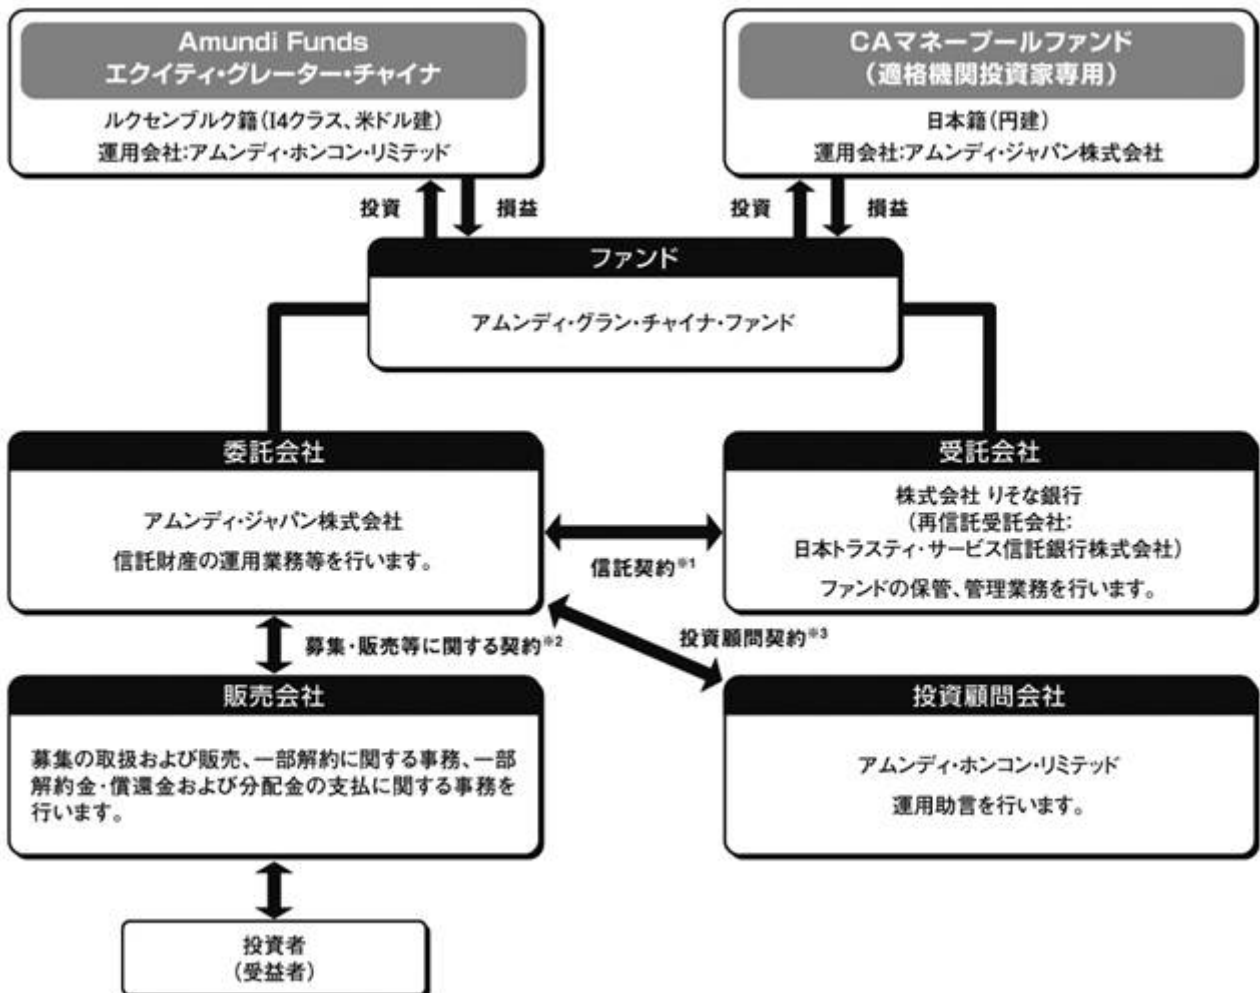 Amundi Funds
エクイティ・グレーター・チャイナ
ルクセンブルク籍(I4クラス、米ドル建)
運用会社:アムンディ・ホンコン・リミテッド
CAマネープールファンド
(適格機関投資家専用)
日本籍(円建)
運用会社:アムンディ・ジャパン株式会社
投資
損益
投資
損益
ファンド
アムンディ・グラン・チャイナ・ファンド
委託会社
アムンディ・ジャパン株式会社
信託財産の運用業務等を行います。
受託会社
株式会社 りそな銀行
(再信託受託会社:
日本トラスティ・サービス信託銀行株式会社)
ファンドの保管、管理業務を行います。
信託契約※1
募集・販売等に関する契約※2
投資顧問契約※3
販売会社
募集の取扱および販売、一部解約に関する事務、一部
解約金・償還金および分配金の支払に関する事務を
行います。
投資顧問会社
アムンディ・ホンコン・リミテッド
運用助言を行います。
投資者
(受益者)